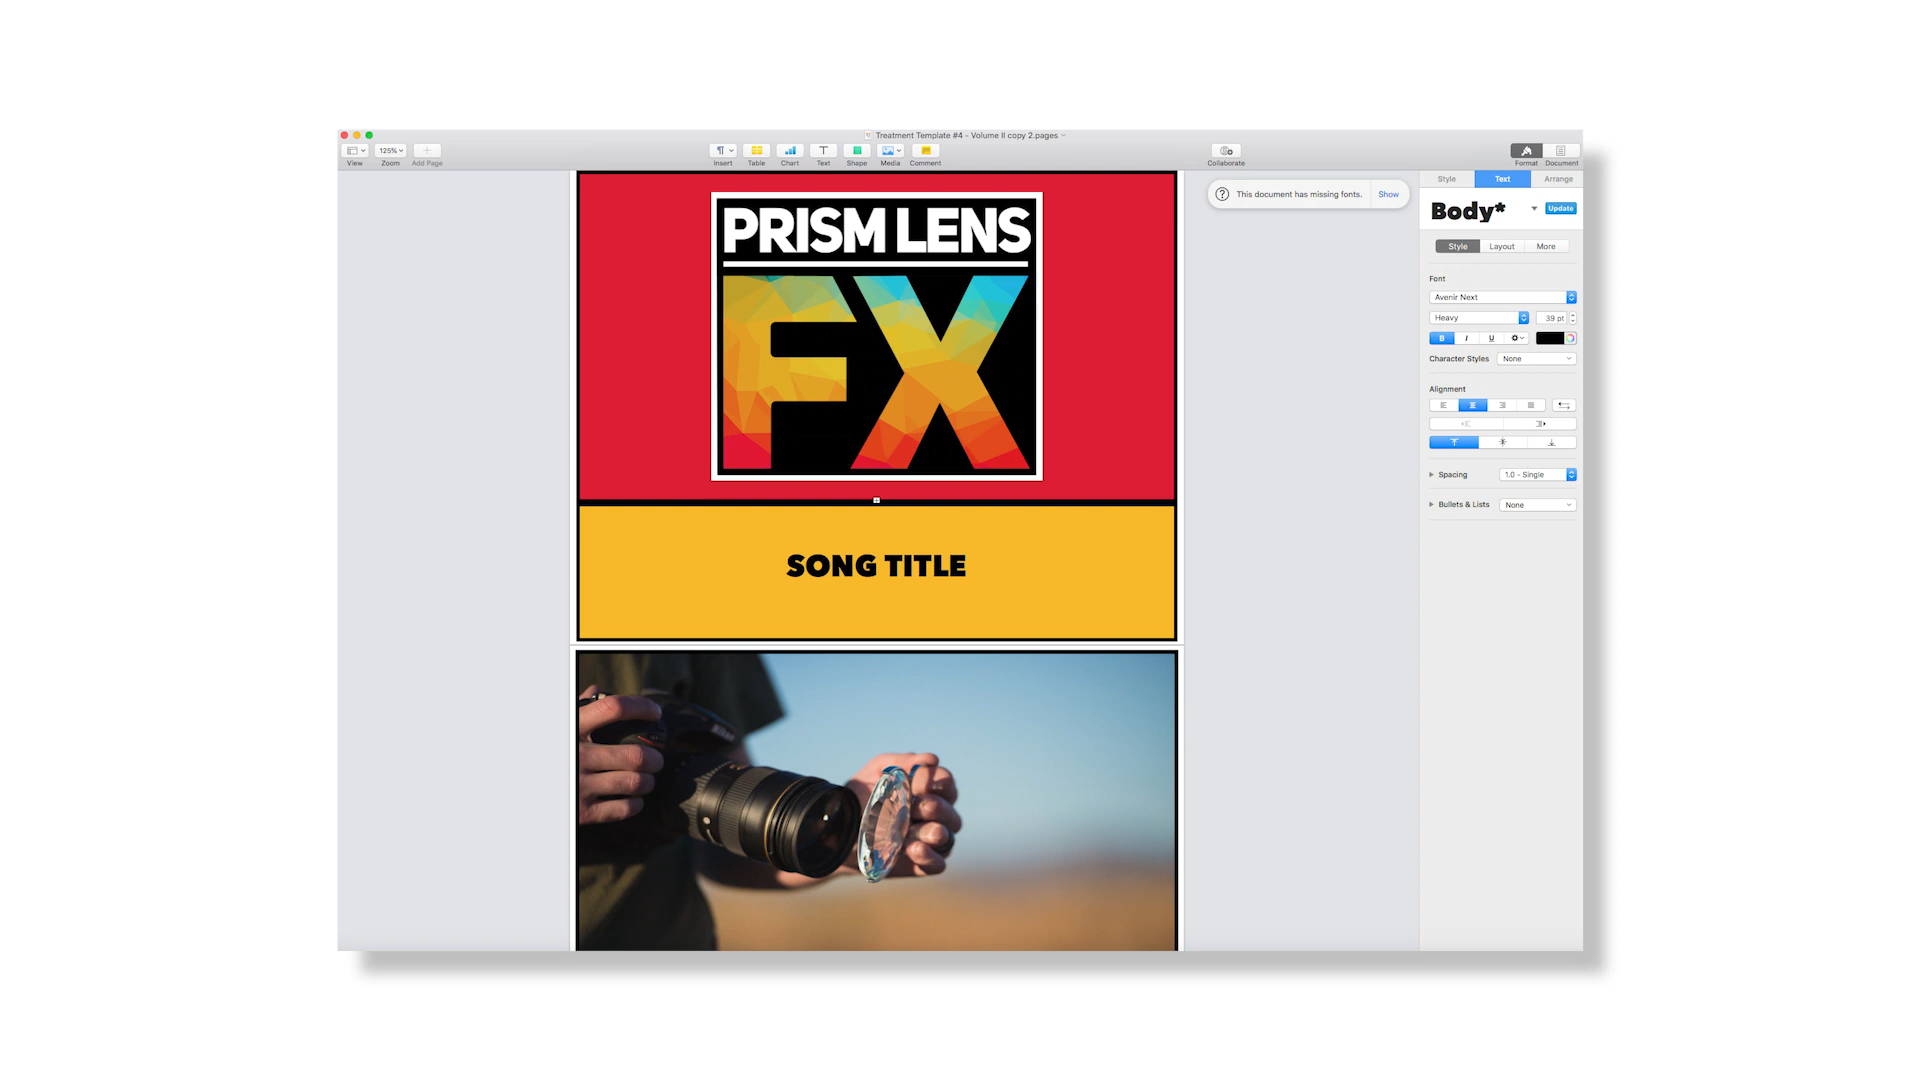 Treatment Template #4 - Volume II copy 2.pages
125%
View
Zoom
Add Page
Insert
Table
Chart
Text
Shape
Media
Comment
Collaborate
Format
Document
This document has missing fonts.
Show
PRISM LENS
FX
SONG TITLE
Nikon
Style
Text
Arrange
Body*
Update
Style
Layout
More
Font
Avenir Next
Heavy
39 pt
B
I
U
Character Styles
None
Alignment
Spacing
1.0 - Single
Bullets & Lists
None